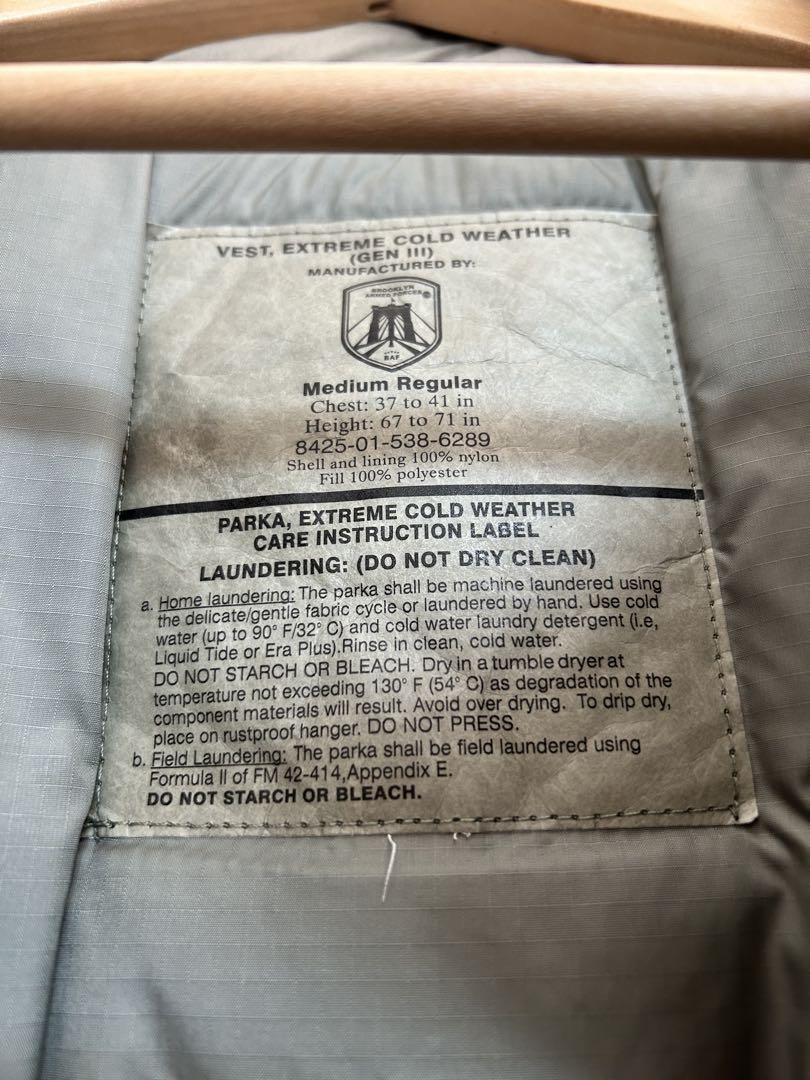 VEST, EXTREME COLD WEATHER
(GEN III)
MANUFACTURED BY:
BROOKLYN
ARMED FORCES
BAF
Medium Regular
Chest: 37 to 41 in
Height: 67 to 71 in
8425-01-538-6289
Shell and lining 100% nylon
Fill 100% polyester
PARKA, EXTREME COLD WEATHER
CARE INSTRUCTION LABEL
LAUNDERING: (DO NOT DRY CLEAN)
a. Home laundering: The parka shall be machine laundered using
the delicate/gentle fabric cycle or laundered by hand. Use cold
water (up to 90° F/32° C) and cold water laundry detergent (i.e,
Liquid Tide or Era Plus).Rinse in clean, cold water.
DO NOT STARCH OR BLEACH. Dry in a tumble dryer at
temperature not exceeding 130° F (54° C) as degradation of the
component materials will result. Avoid over drying. To drip dry,
place on rustproof hanger. DO NOT PRESS.
b. Field Laundering: The parka shall be field laundered using
Formula II of FM 42-414,Appendix E.
DO NOT STARCH OR BLEACH.